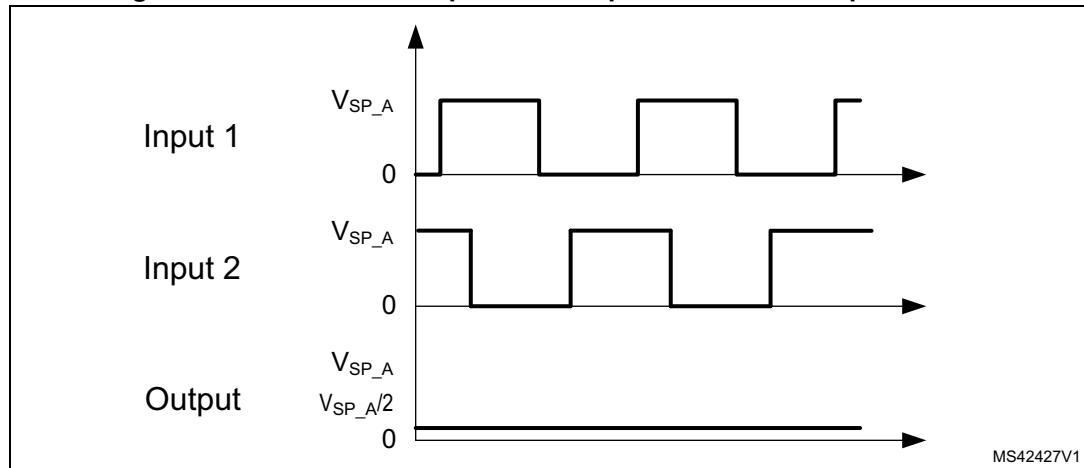 V_SP_A
Input 1
0
V_SP_A
Input 2
0
V_SP_A
Output V_SP_A/2
0
MS42427V1